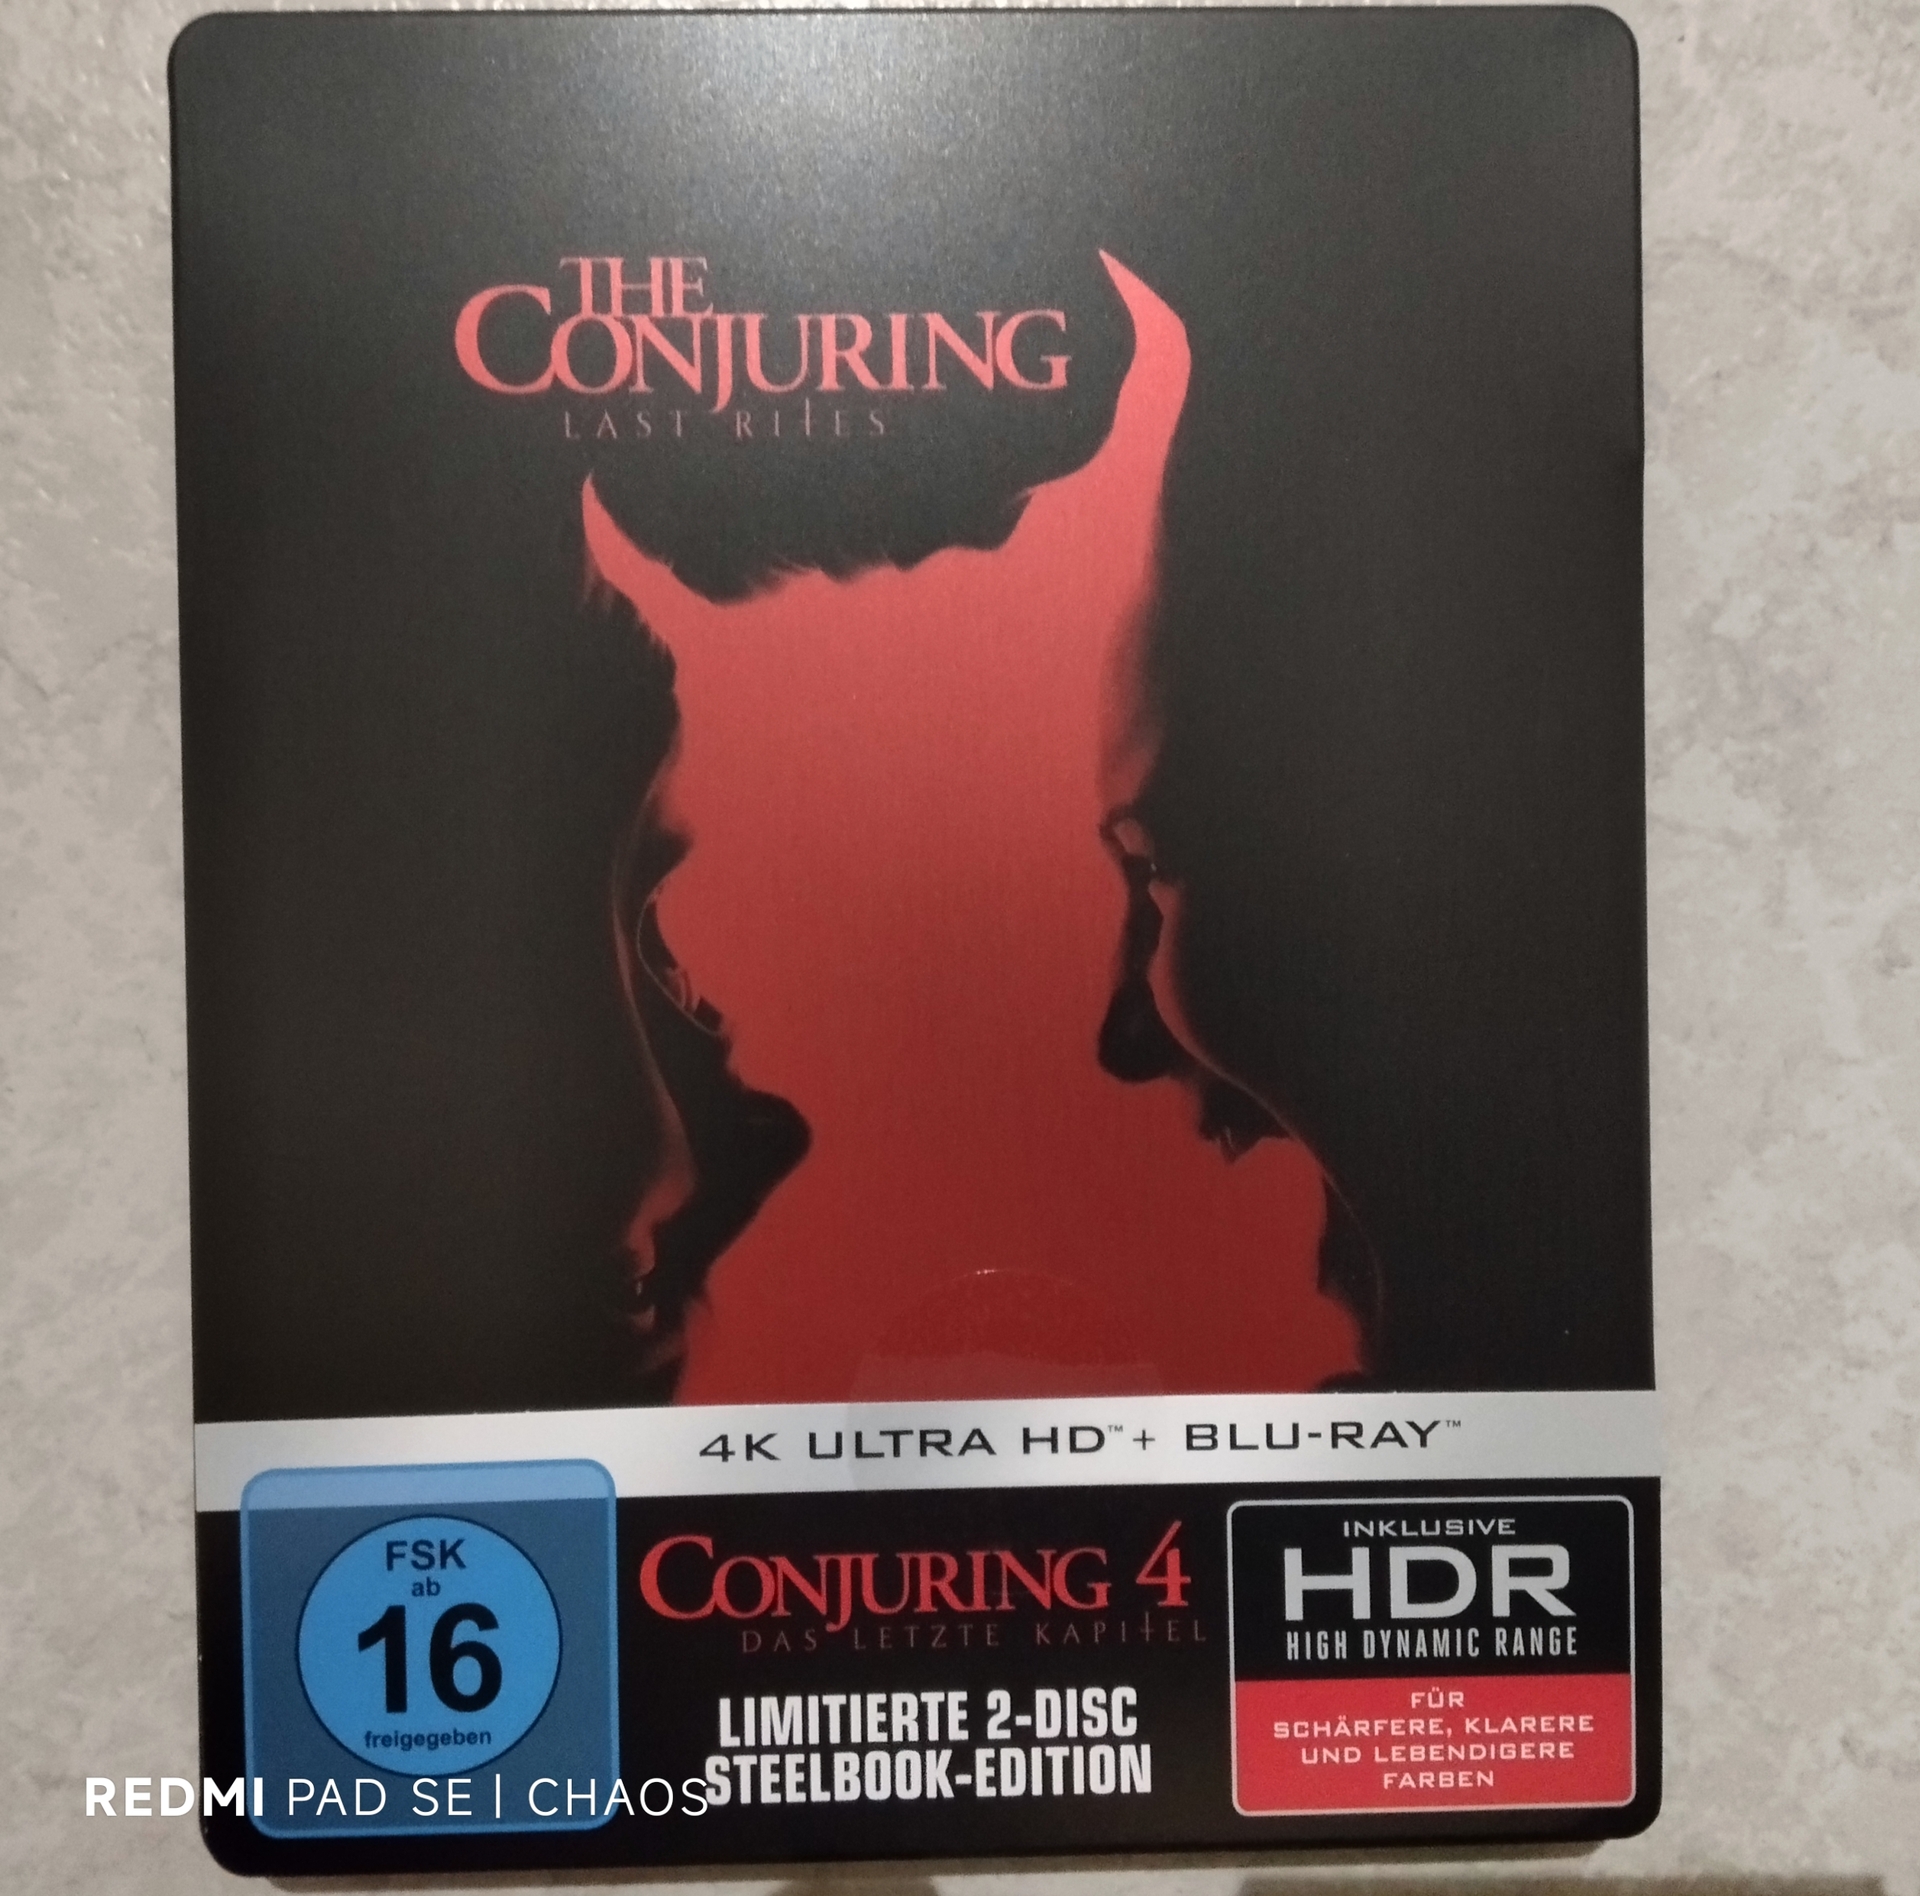 THE
CONJURING
LAST RITES
4K ULTRA HD™ + BLU-RAY™
FSK
ab
16
freigegeben
CONJURING 4
DAS LETZTE KAPITEL
LIMITIERTE 2-DISC
STEELBOOK-EDITION
INKLUSIVE
HDR
HIGH DYNAMIC RANGE
FÜR
SCHÄRFERE, KLARERE
UND LEBENDIGERE
FARBEN
REDMI PAD SE | CHAOS